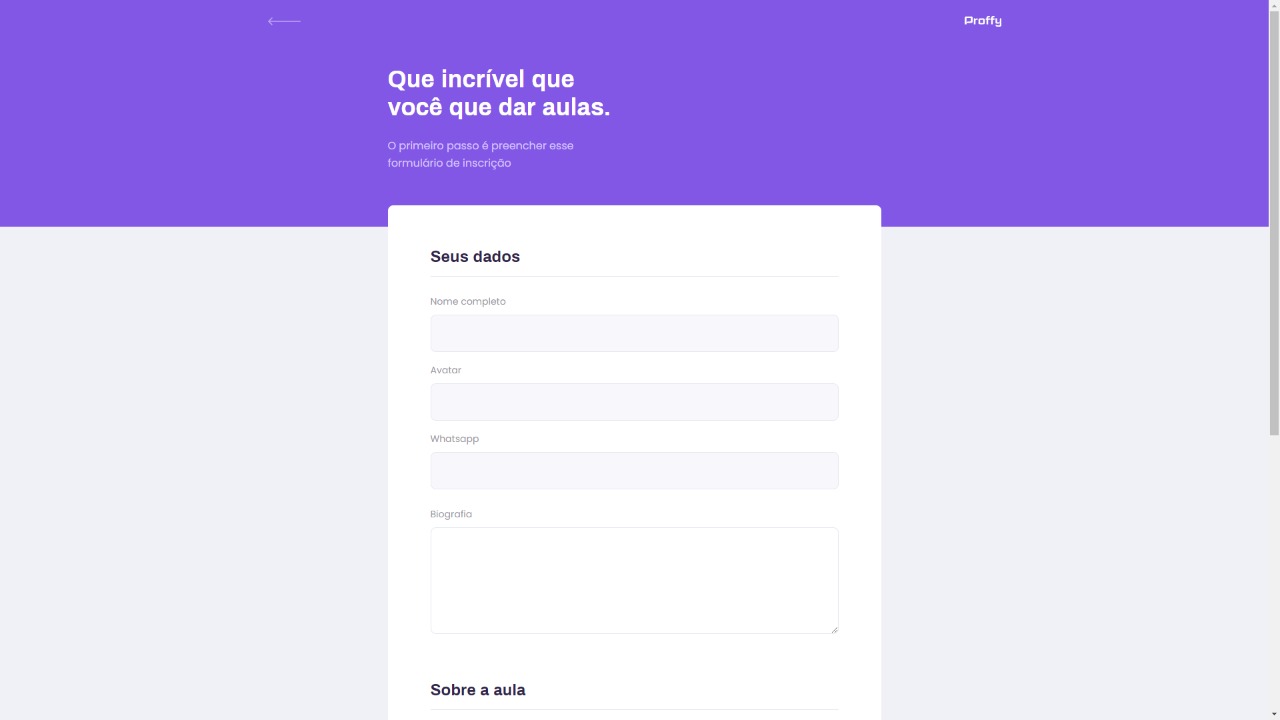 Proffy
Que incrível que
você que dar aulas.
O primeiro passo é preencher esse
formulário de inscrição
Seus dados
Nome completo
Avatar
Whatsapp
Biografia
Sobre a aula